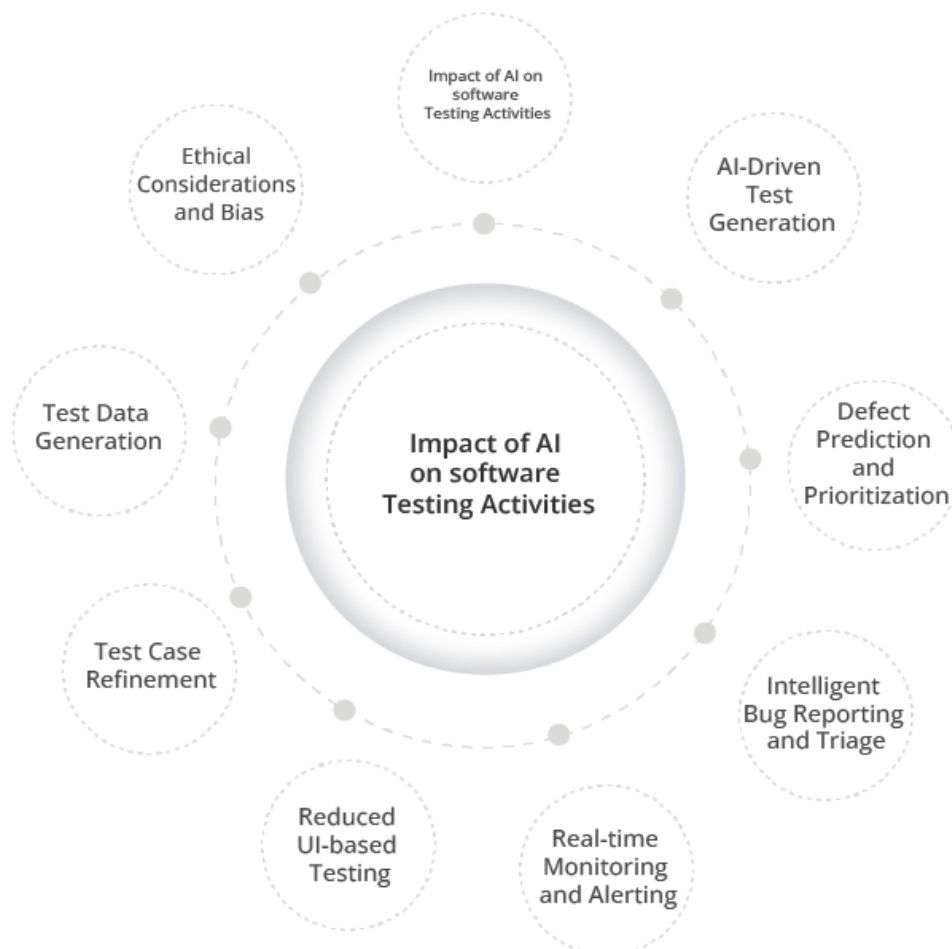 Impact of AI on
software
Testing Activities
Ethical
Considerations
and Bias
AI-Driven
Test
Generation
Test Data
Generation
Impact of AI
on software
Testing Activities
Defect
Prediction
and
Prioritization
Test Case
Refinement
Intelligent
Bug Reporting
and Triage
Reduced
UI-based
Testing
Real-time
Monitoring
and Alerting